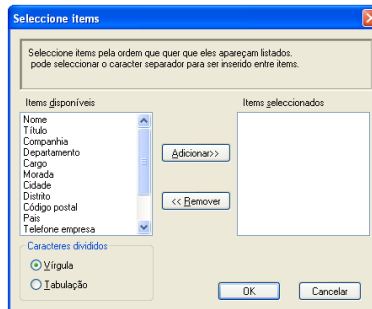 Seleccione items
Seleccione items pela ordem que quer que eles apareçam listados.
pode seleccionar o caracter separador para ser inserido entre items.
Items disponíveis
Items seleccionados
Nome
Título
Companhia
Departamento
Cargo
Morada
Cidade
Distrito
Código postal
Pais
Telefone empresa
Adicionar>>
<< Remover
Caracteres divididos
Vírgula
Tabulação
OK
Cancelar